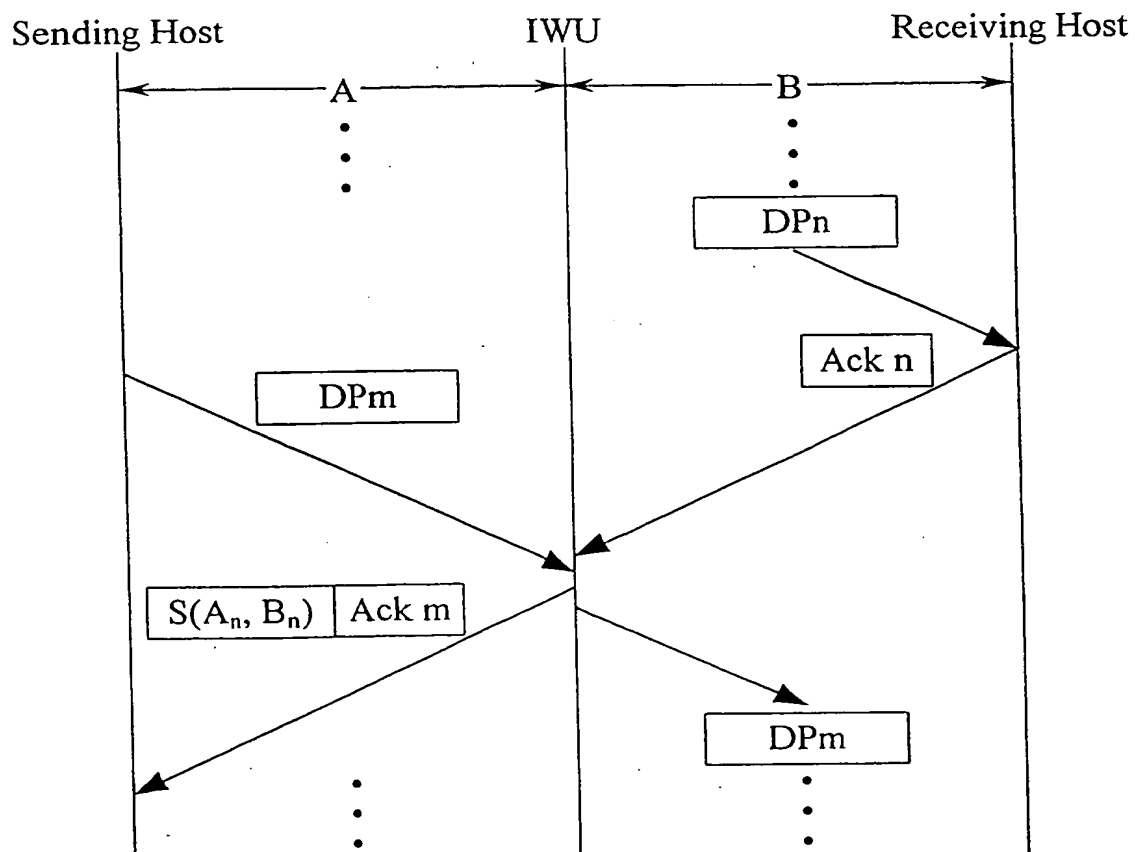 Sending Host IWU Receiving Host
A B
DPn
Ack n
DPm
S(Aₙ, Bₙ) Ack m
DPm